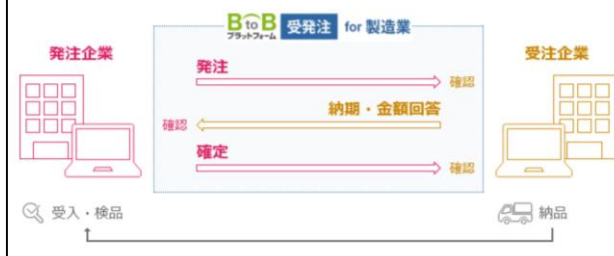 BtoB
プラットフォーム 受発注 for 製造業
発注企業
受注企業
発注
確認
納期・金額回答
確認
確定
確認
受入・検品
納品